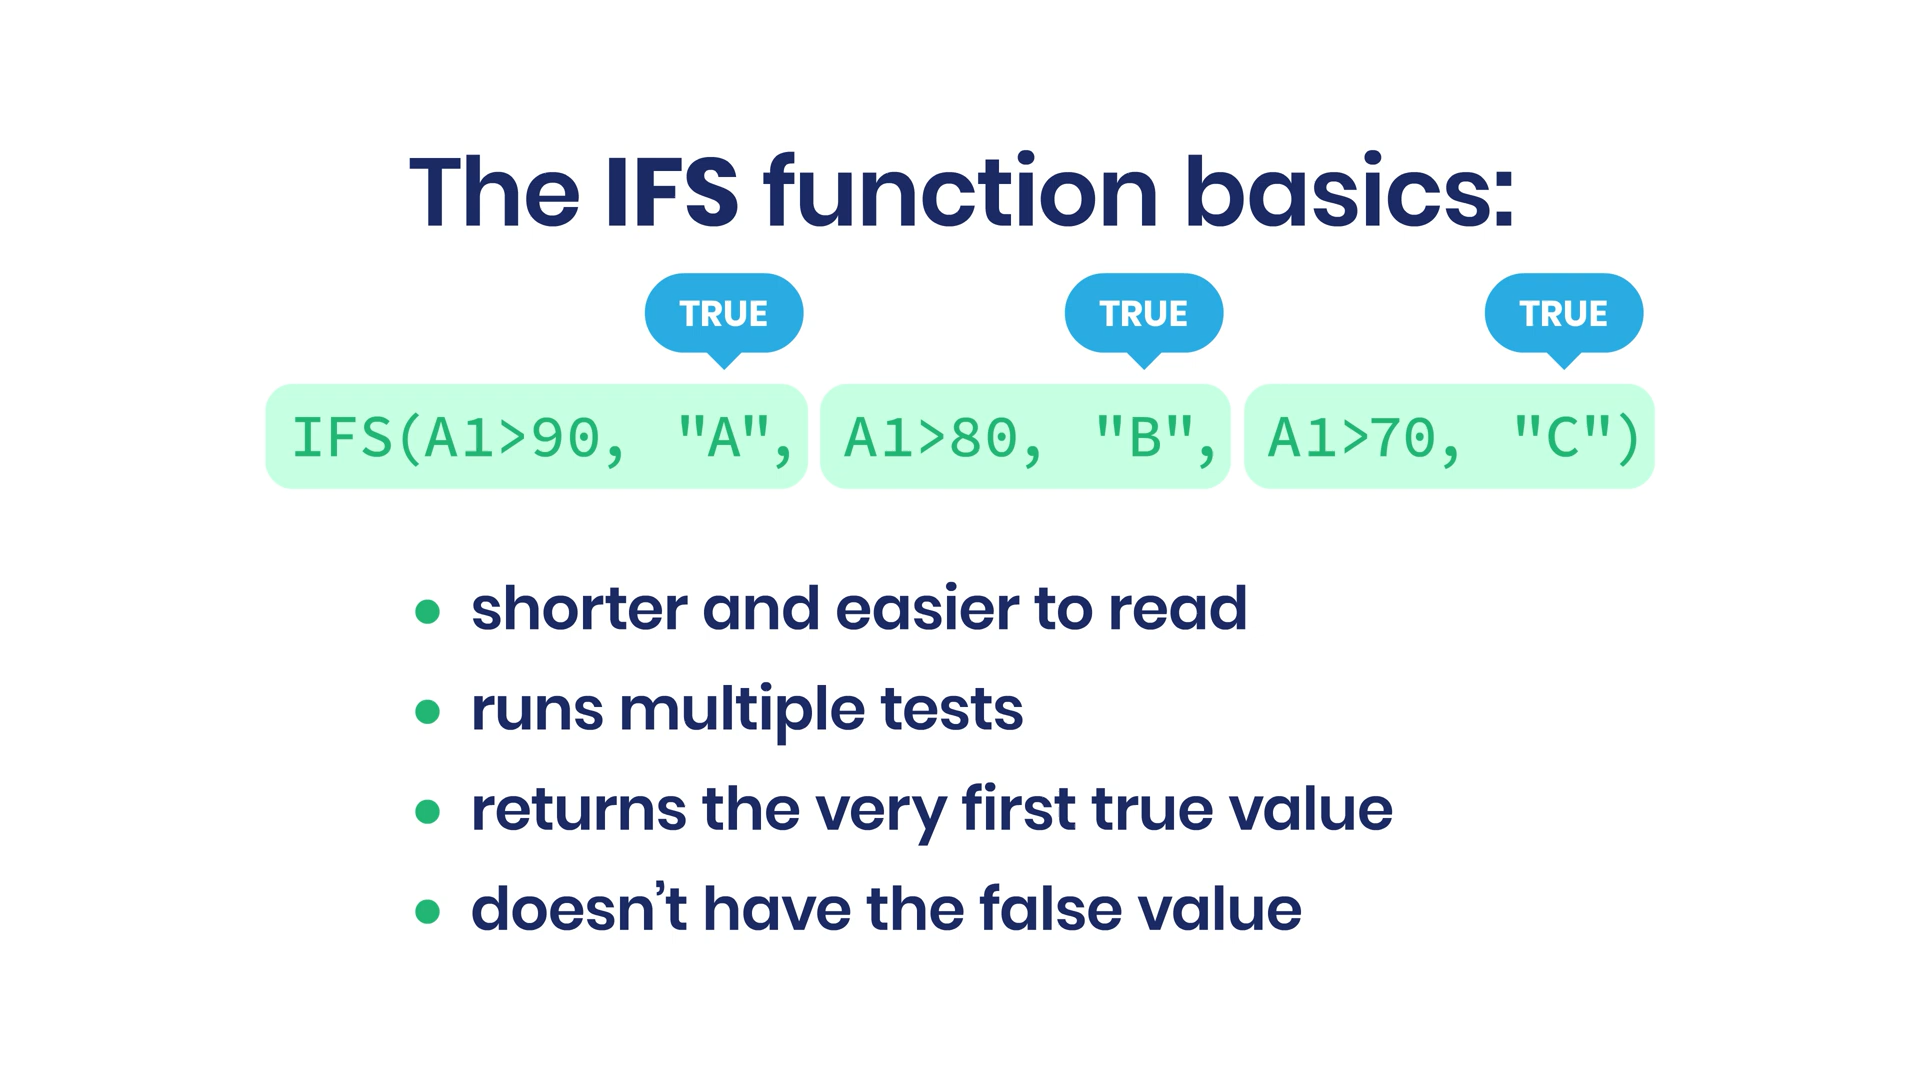 The IFS function basics:
TRUE TRUE TRUE
IFS(A1>90, "A", A1>80, "B", A1>70, "C")
• shorter and easier to read
• runs multiple tests
• returns the very first true value
• doesn’t have the false value